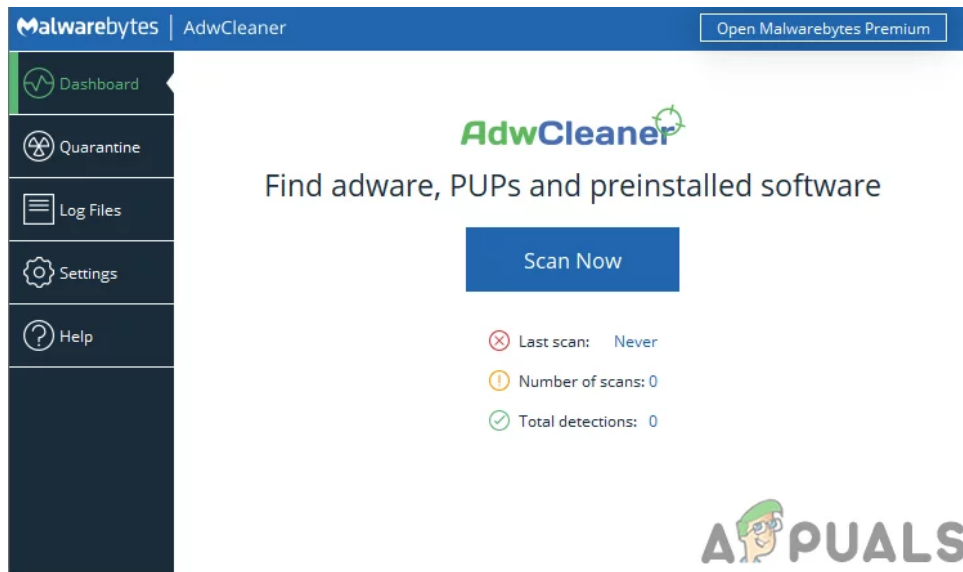 Malwarebytes | AdwCleaner
Open Malwarebytes Premium
Dashboard
Quarantine
Log Files
Settings
Help
AdwCleaner
Find adware, PUPs and preinstalled software
Scan Now
Last scan: Never
Number of scans: 0
Total detections: 0
APPUALS